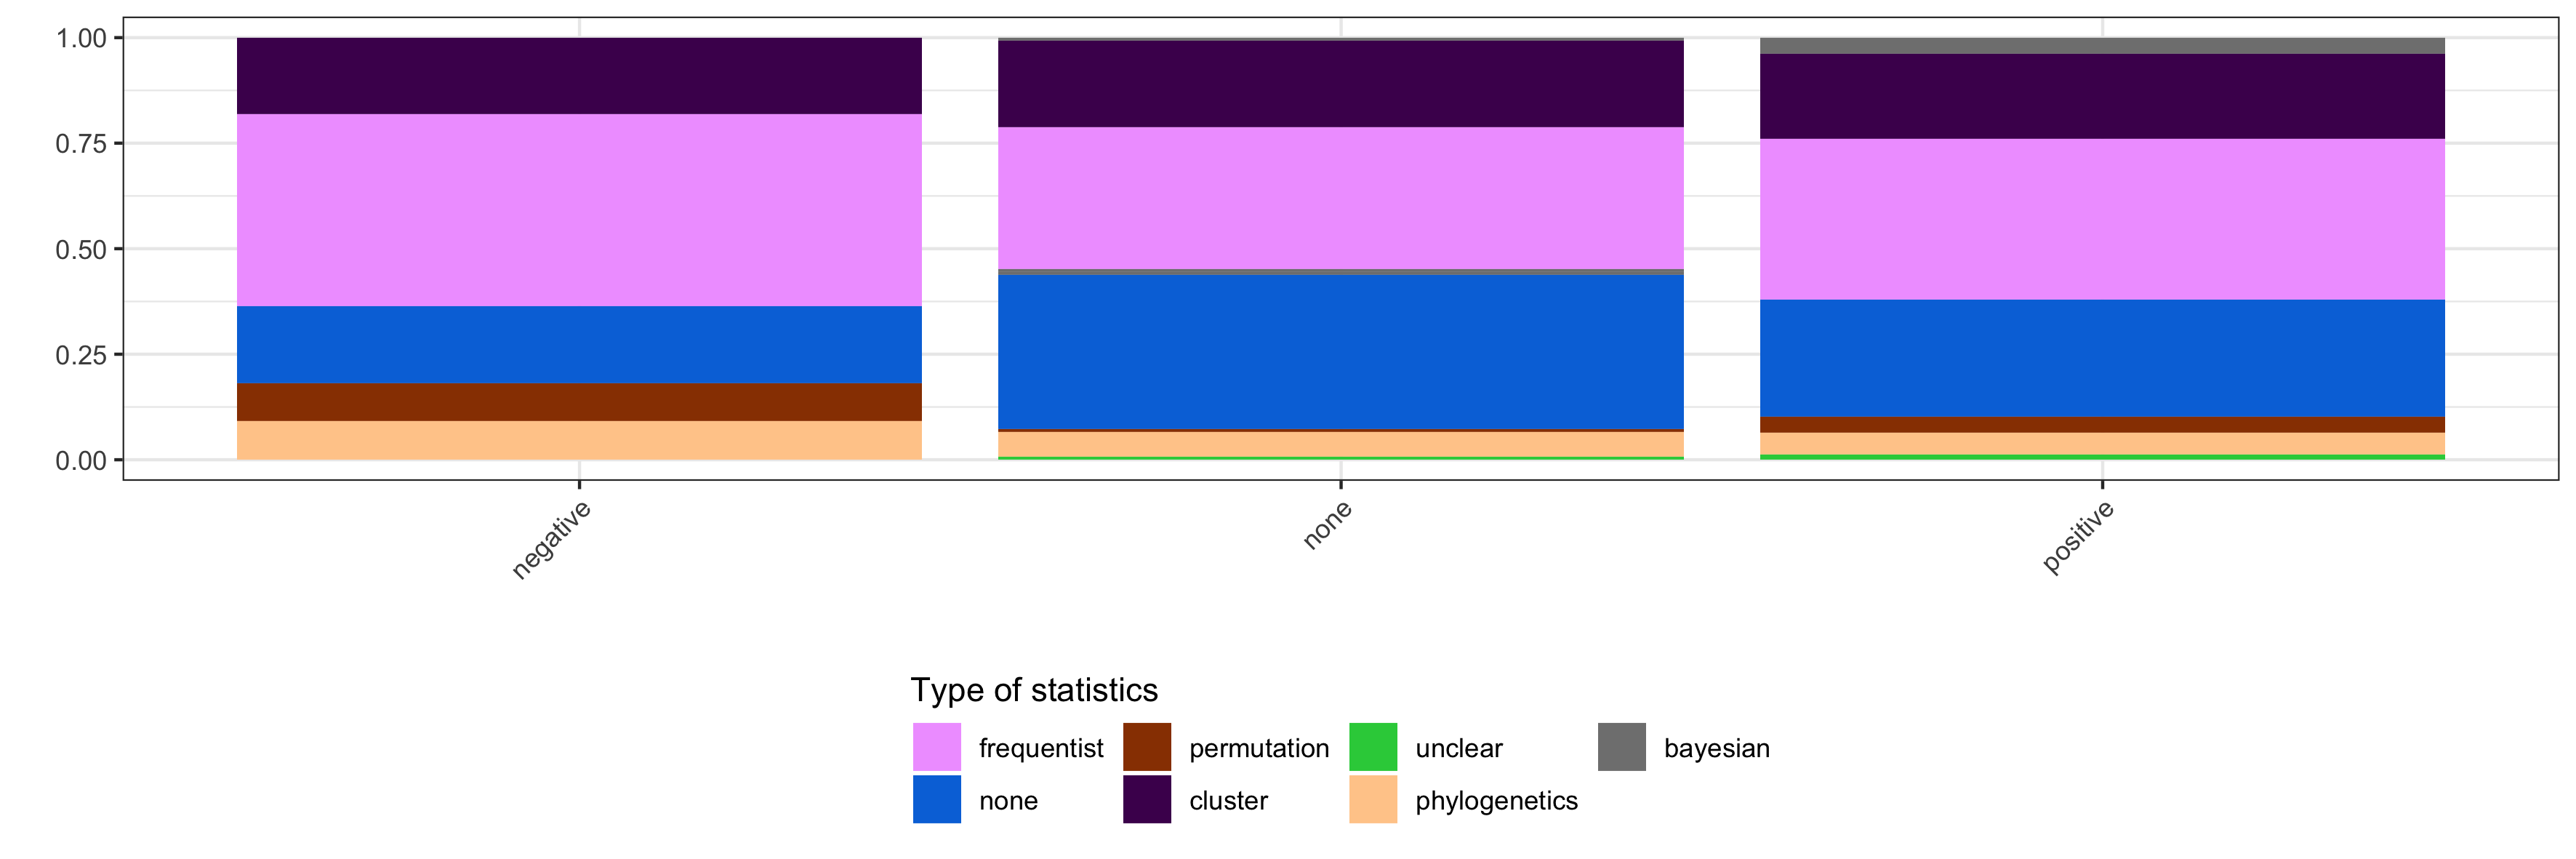 1.00
0.75
0.50
0.25
0.00
negative
none
positive
Type of statistics
frequentist
permutation
unclear
bayesian
none
cluster
phylogenetics